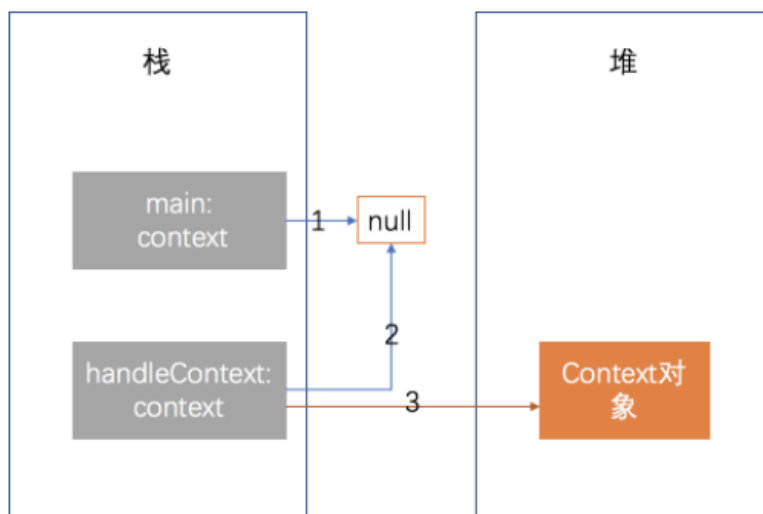 栈
堆
main:
context
1
null
2
handleContext:
context
3
Context对
象